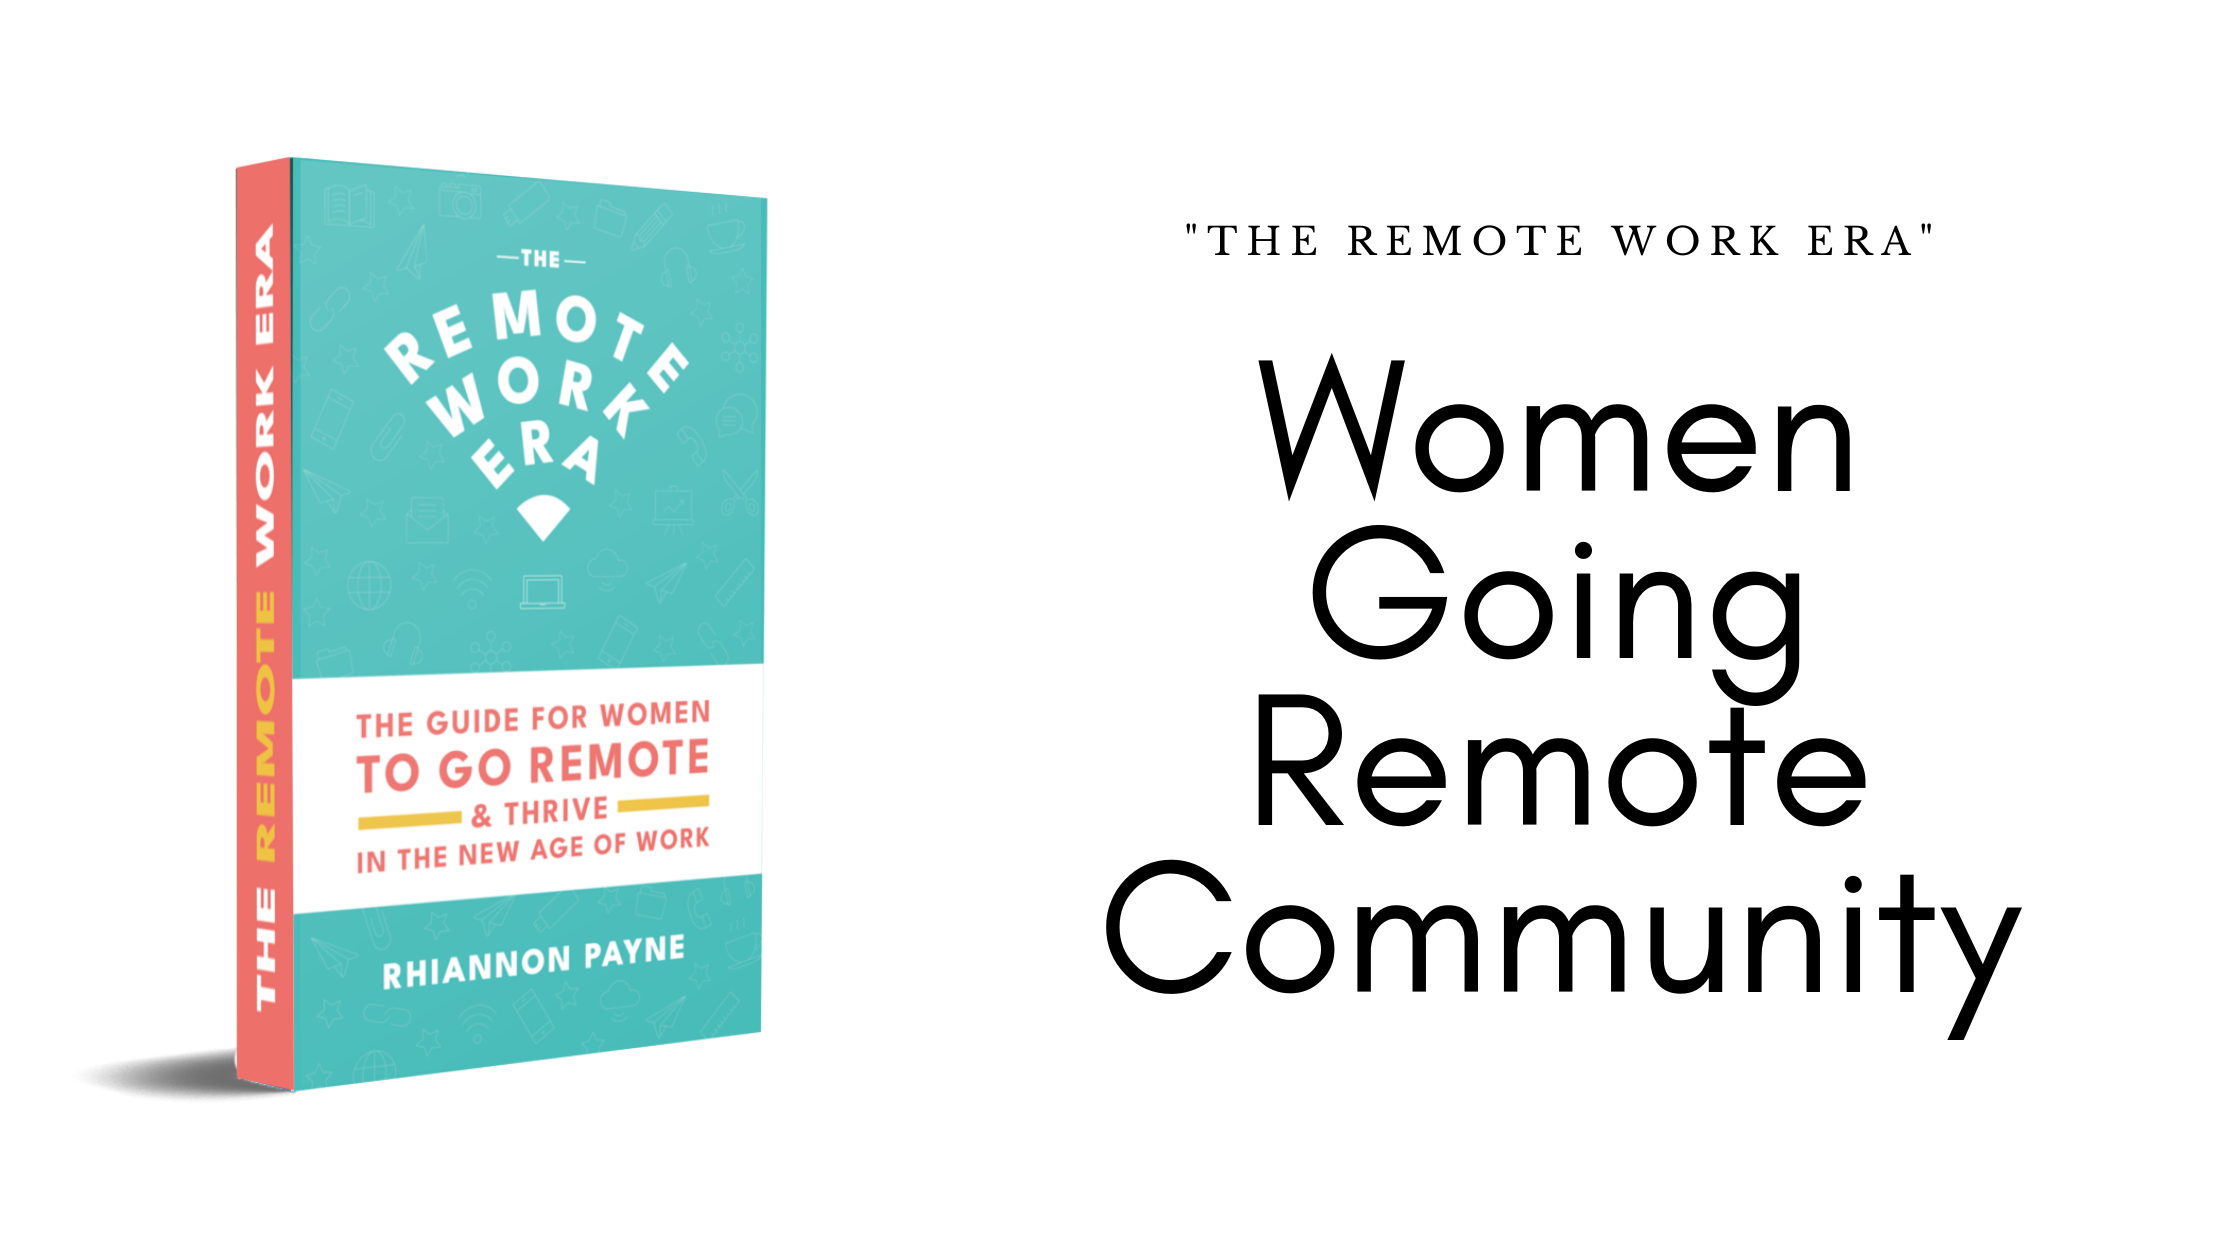 THE REMOTE WORK ERA
THE
REMOTE
WORK
ERA
THE GUIDE FOR WOMEN
TO GO REMOTE
& THRIVE
IN THE NEW AGE OF WORK
RHIANNON PAYNE
"THE REMOTE WORK ERA"
Women
Going
Remote
Community